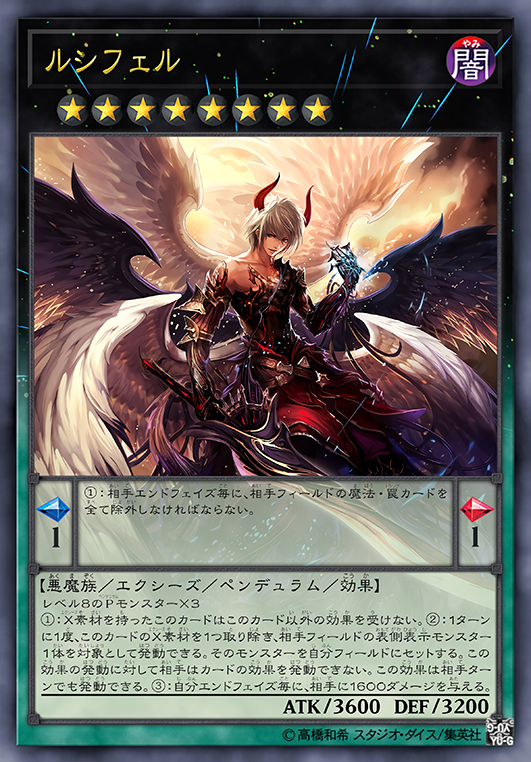 ルシフェル
闇
①：相手エンドフェイズ毎に、相手フィールドの魔法・罠カードを
全て除外しなければならない。
1
1
【悪魔族／エクシーズ／ペンデュラム／効果】
レベル8のPモンスター×3
①：X素材を持ったこのカードはこのカード以外の効果を受けない。②：1ターン
に1度、このカードのX素材を1つ取り除き、相手フィールドの表側表示モンスター
1体を対象として発動できる。そのモンスターを自分フィールドにセットする。この
効果の発動に対して相手はカードの効果を発動できない。この効果は相手ター
ンでも発動できる。③：自分エンドフェイズ毎に、相手に1600ダメージを与える。
ATK/3600 DEF/3200
©高橋和希 スタジオ・ダイス/集英社